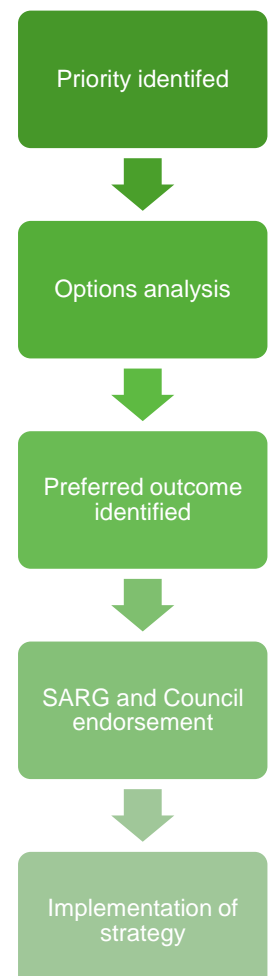 Priority identifed
Options analysis
Preferred outcome
identified
SARG and Council
endorsement
Implementation of
strategy